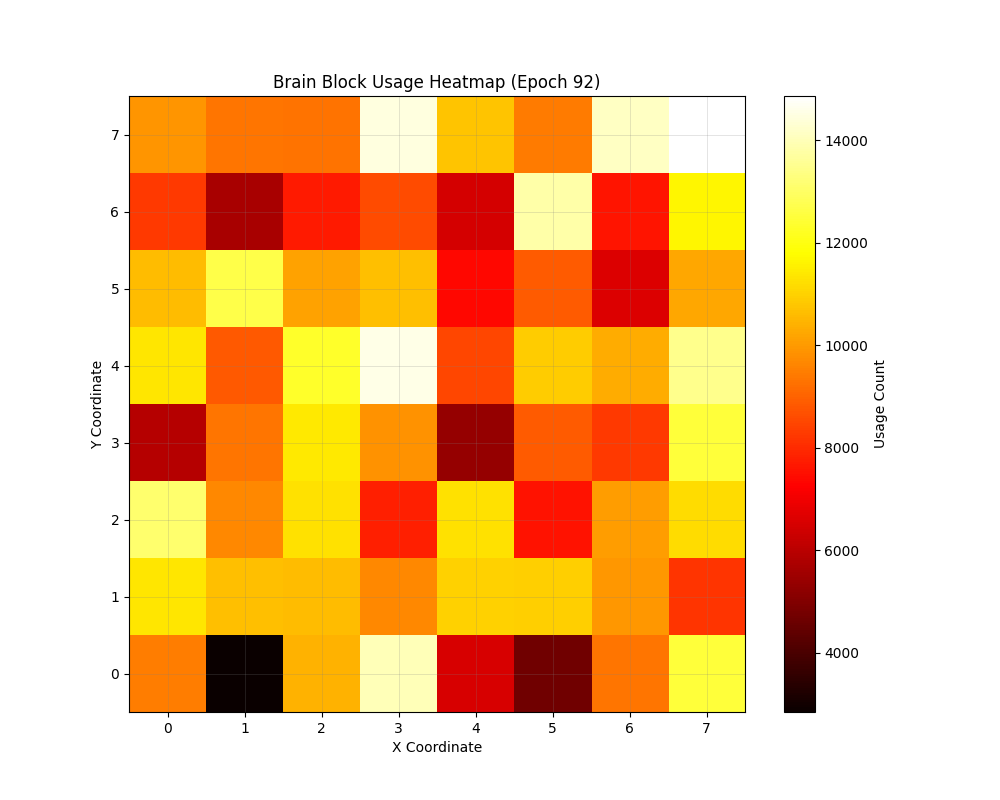 Brain Block Usage Heatmap (Epoch 92)
7
6
5
4
3
2
1
0
Y Coordinate
0 1 2 3 4 5 6 7
X Coordinate
14000
12000
10000
8000
6000
4000
Usage Count